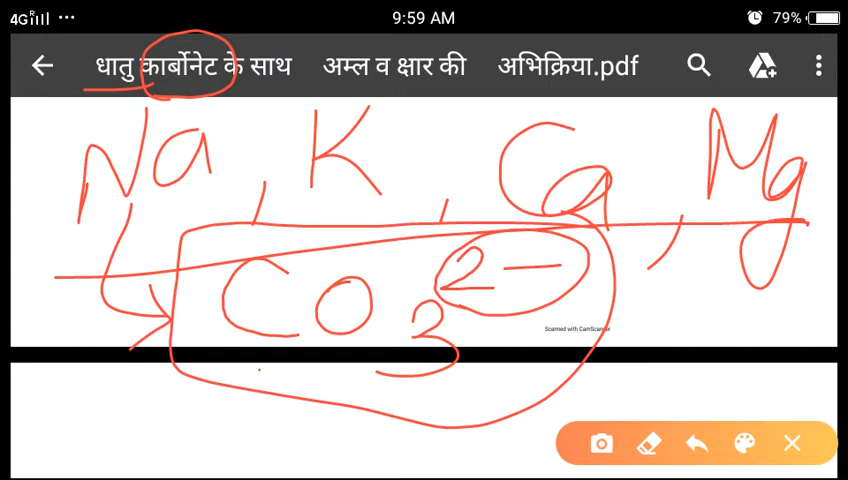 4G R ... 9:59 AM 79%
धातु कार्बोनेट के साथ अम्ल व क्षार की अभिक्रिया.pdf
Na, K, Ca, Mg
CO3 2-
Scanned with CamScanner